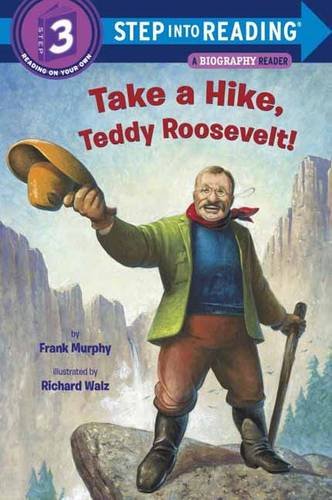 3
STEP
READING ON YOUR OWN
STEP INTO READING®
A BIOGRAPHY READER
Take a Hike,
Teddy Roosevelt!
by
Frank Murphy
illustrated by
Richard Walz